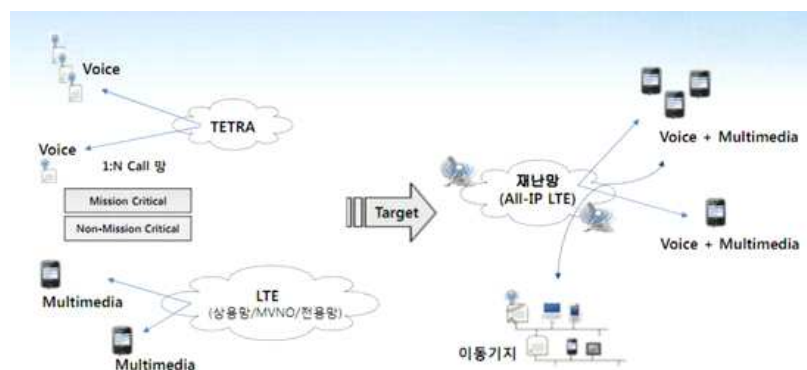 Voice
TETRA
Voice
1:N Call 망
Mission Critical
Non-Mission Critical
Multimedia
LTE
(상용망/MVNO/전용망)
Multimedia
Target
Voice + Multimedia
재난망
(All-IP LTE)
Voice + Multimedia
이동기지